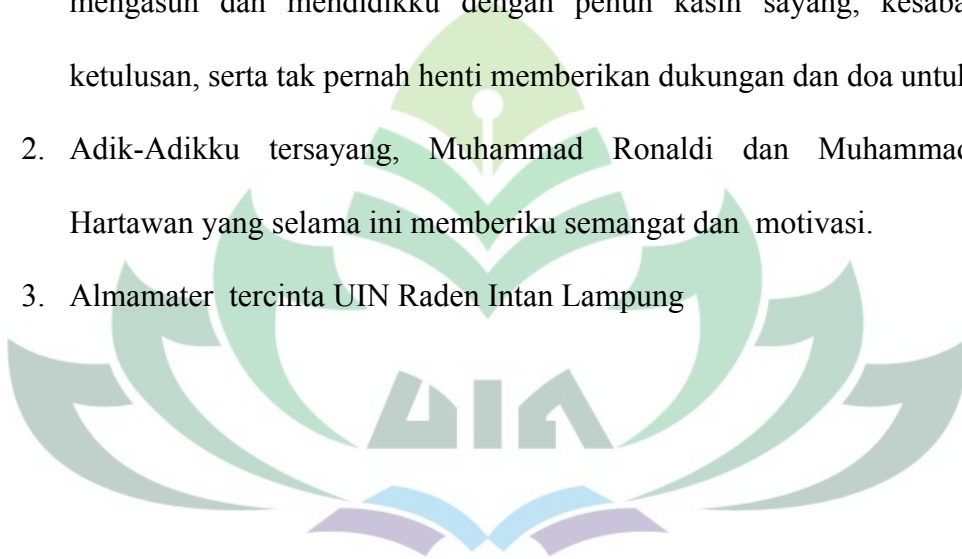 mengasuh dan mendidikku dengan penuh kasih sayang,
ketulusan, serta tak pernah henti memberikan dukungan dan doa
2. Adik-Adikku tersayang, Muhammad Ronaldi dan Muhammad
Hartawan yang selama ini memberiku semangat dan motivasi.
3. Almamater tercinta UIN Raden Intan Lampung
UIN